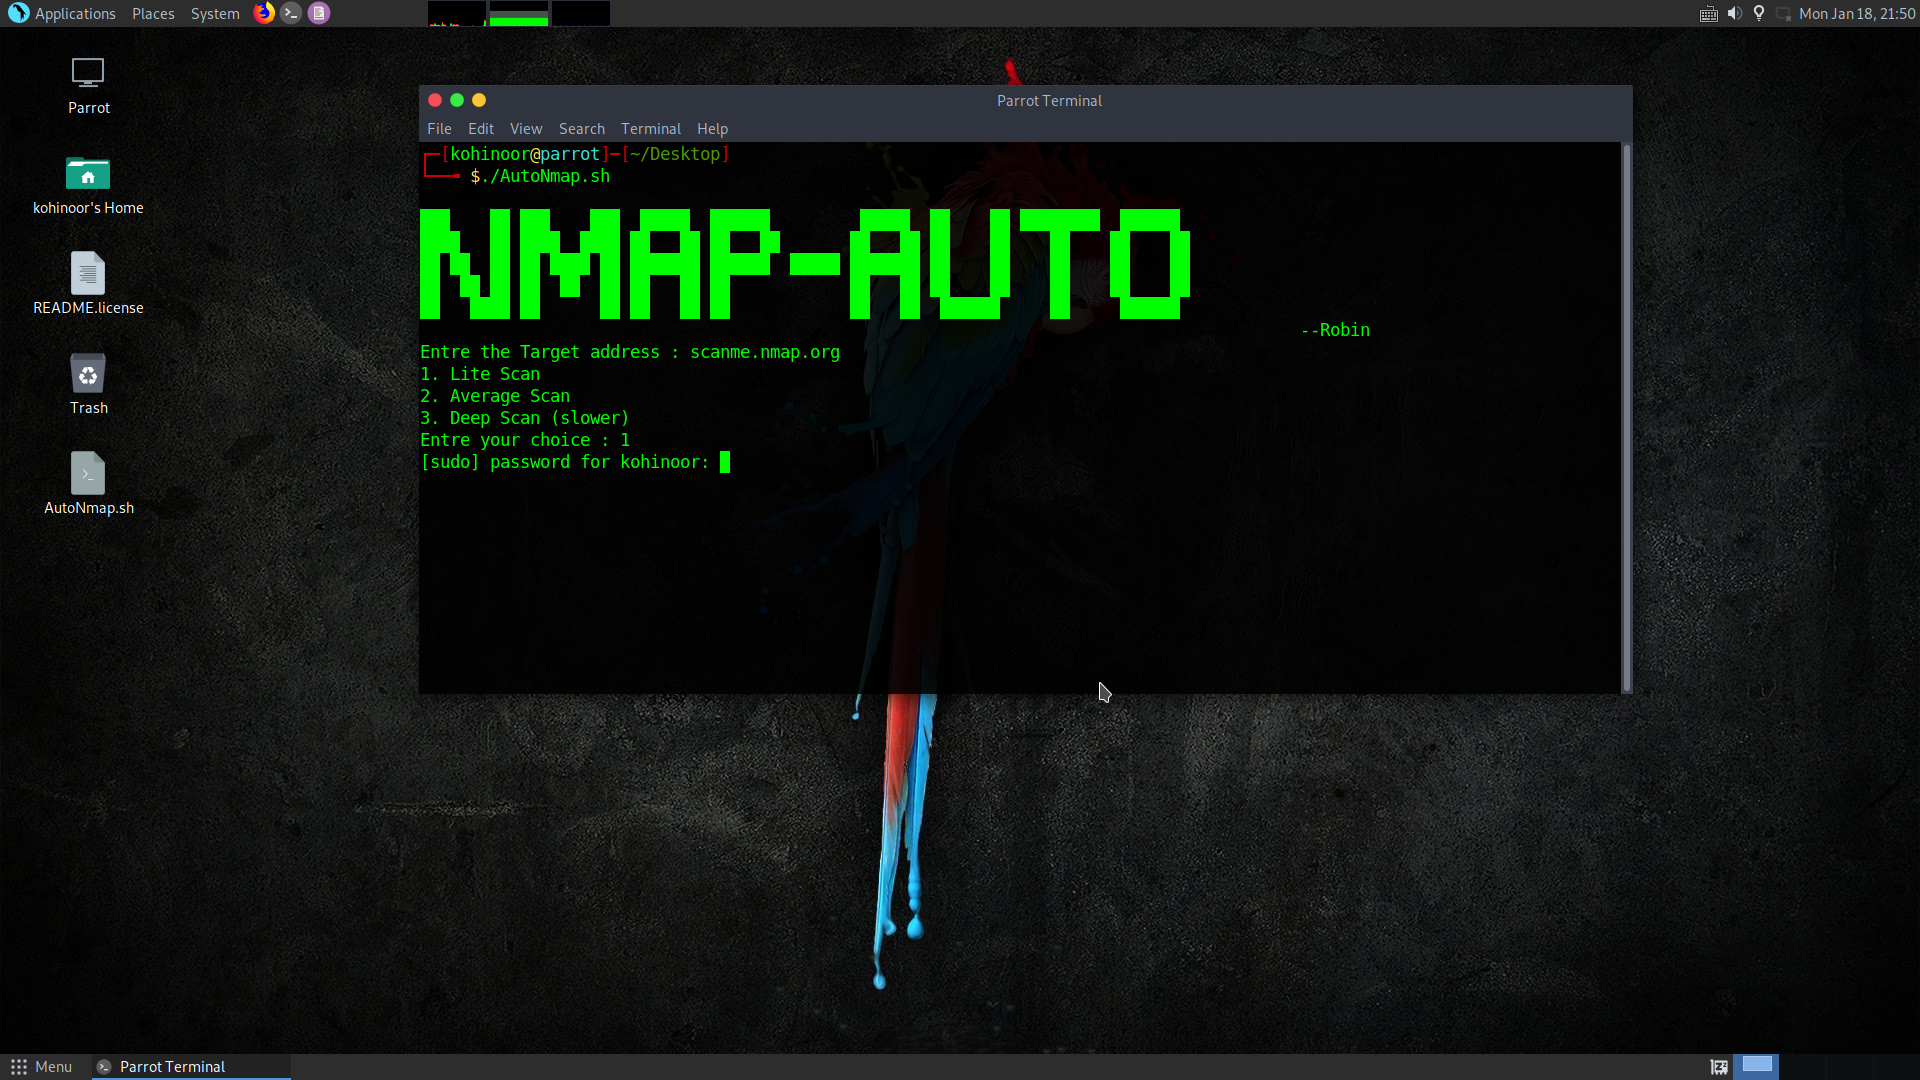 Applications Places System
Mon Jan 18, 21:50
Parrot
kohinoor's Home
README.license
Trash
AutoNmap.sh
Parrot Terminal
File Edit View Search Terminal Help
[kohinoor@parrot]─[~/Desktop]
$./AutoNmap.sh
NMAP-AUTO
--Robin
Entre the Target address : scanme.nmap.org
1. Lite Scan
2. Average Scan
3. Deep Scan (slower)
Entre your choice : 1
[sudo] password for kohinoor:
Menu Parrot Terminal